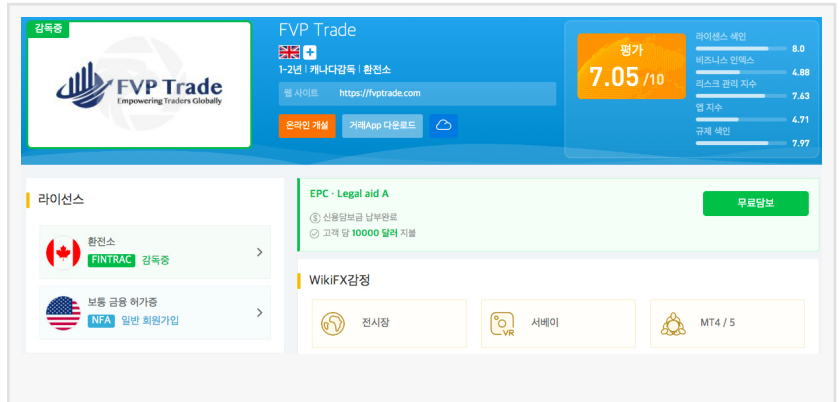 감독중
FVP Trade
Empowering Traders Globally
FVP Trade
1-2년 | 캐나다감독 | 환전소
웹 사이트 https://fvptrade.com
온라인 개설 거래App 다운로드
평가
7.05 /10
라이센스 색인 8.0
비즈니스 인덱스 4.88
리스크 관리 지수 7.63
앱 지수 4.71
규제 색인 7.97
라이선스
환전소
FINTRAC 감독중
보통 금융 허가증
NFA 일반 회원가입
EPC · Legal aid A
신용담보금 납부완료
고객 당 10000 달러 지불
무료담보
WikiFX감정
전시장
VR 서베이
MT4 / 5